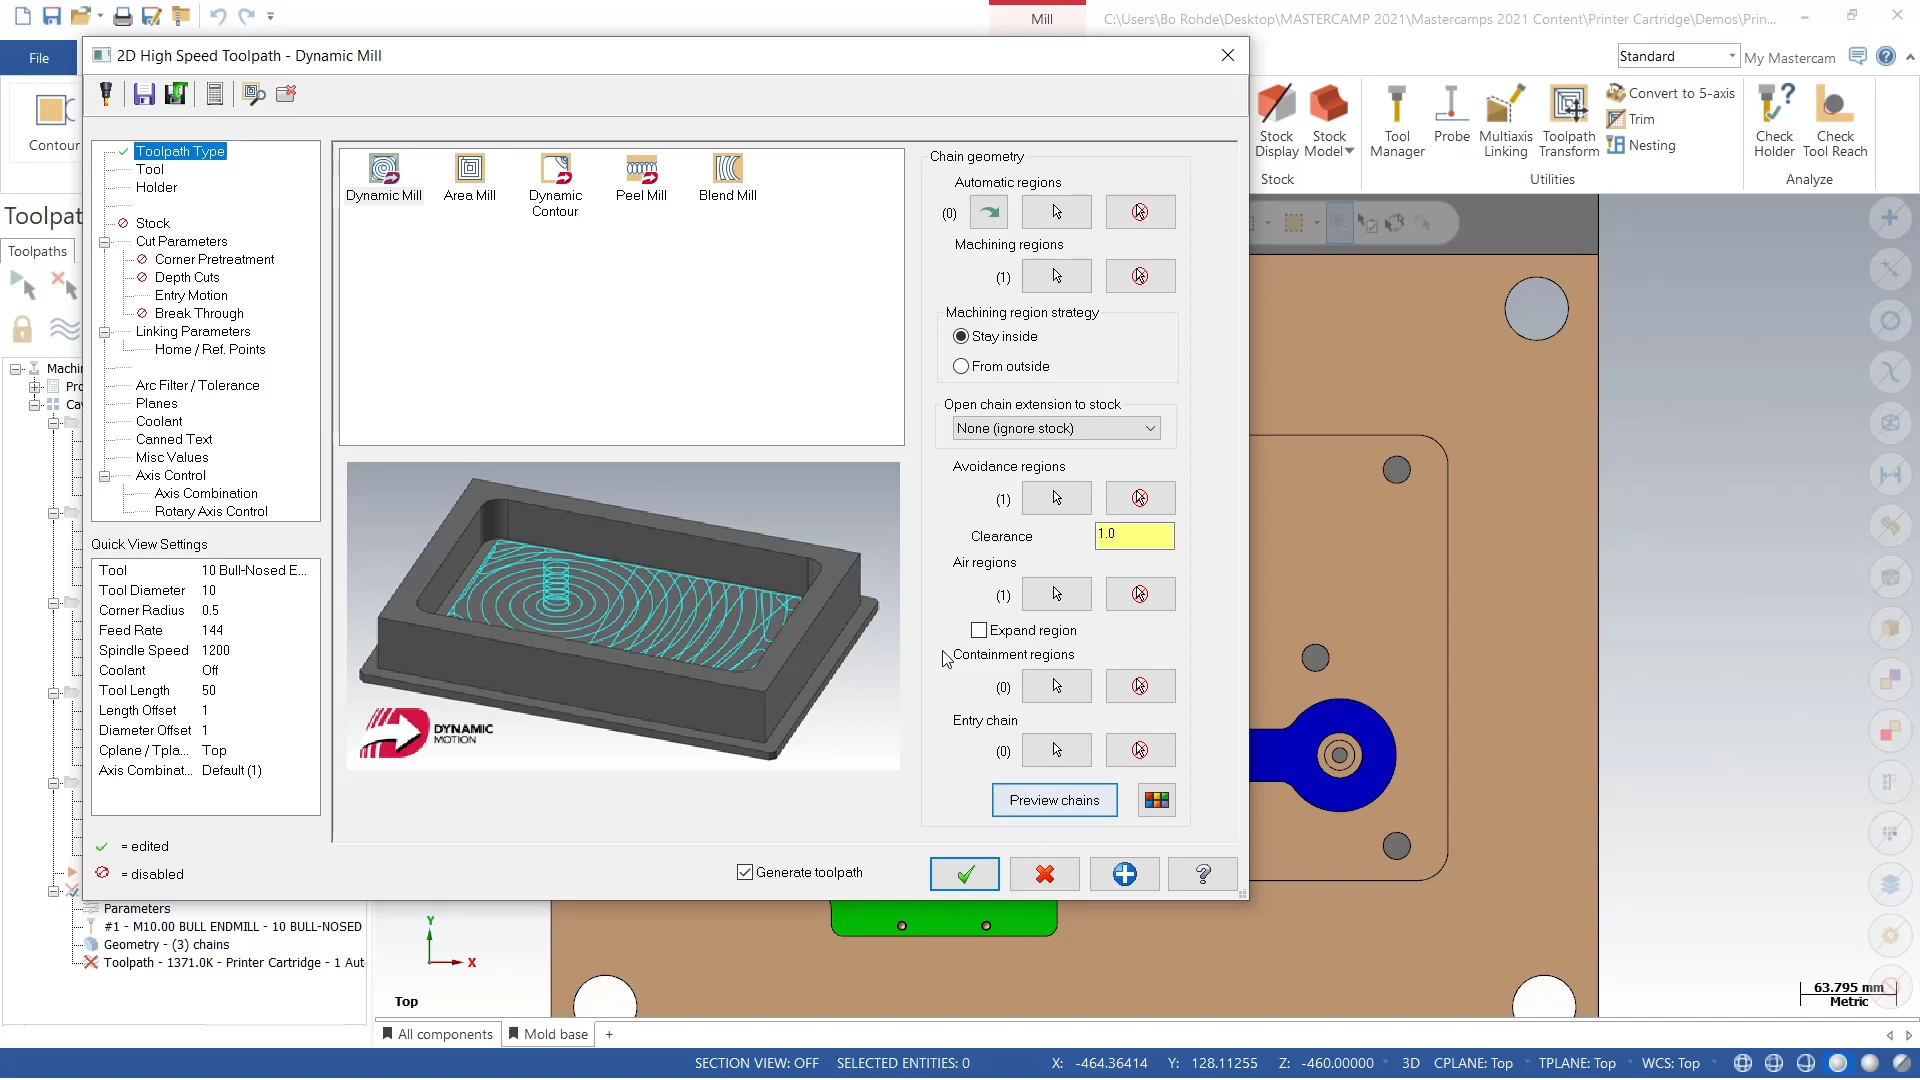 Mill
C:\Users\Bo Rohde\Desktop\MASTERCAMP 2021\Mastercamps 2021 Content\Printer Cartridge\Demos\Prin...
File
2D High Speed Toolpath - Dynamic Mill
Standard
My Mastercam
Contour
Stock Display
Stock Model
Tool Manager
Probe
Multiaxis Linking
Toolpath Transform
Convert to 5-axis
Trim
Nesting
Check Holder
Check Tool Reach
Stock
Utilities
Analyze
Toolpat
Toolpaths
Machi
Pro
Ca
Toolpath Type
Tool
Holder
Stock
Cut Parameters
Corner Pretreatment
Depth Cuts
Entry Motion
Break Through
Linking Parameters
Home / Ref. Points
Arc Filter / Tolerance
Planes
Coolant
Canned Text
Misc Values
Axis Control
Axis Combination
Rotary Axis Control
Quick View Settings
Tool 10 Bull-Nosed E...
Tool Diameter 10
Corner Radius 0.5
Feed Rate 144
Spindle Speed 1200
Coolant Off
Tool Length 50
Length Offset 1
Diameter Offset 1
Cplane / Tpla... Top
Axis Combinat... Default (1)
= edited
= disabled
Dynamic Mill
Area Mill
Dynamic Contour
Peel Mill
Blend Mill
DYNAMIC
MOTION
Generate toolpath
Chain geometry
Automatic regions
(0)
Machining regions
(1)
Machining region strategy
Stay inside
From outside
Open chain extension to stock
None (ignore stock)
Avoidance regions
(1)
Clearance 1.0
Air regions
(1)
Expand region
Containment regions
(0)
Entry chain
(0)
Preview chains
?
Parameters
#1 - M10.00 BULL ENDMILL - 10 BULL-NOSED
Geometry - (3) chains
Toolpath - 1371.0K - Printer Cartridge - 1 Aut
Y
X
Top
63.795 mm
Metric
All components
Mold base
+
SECTION VIEW: OFF SELECTED ENTITIES: 0 X: -464.36414 Y: 128.11255 Z: -460.00000 3D CPLANE: Top TPLANE: Top WCS: Top